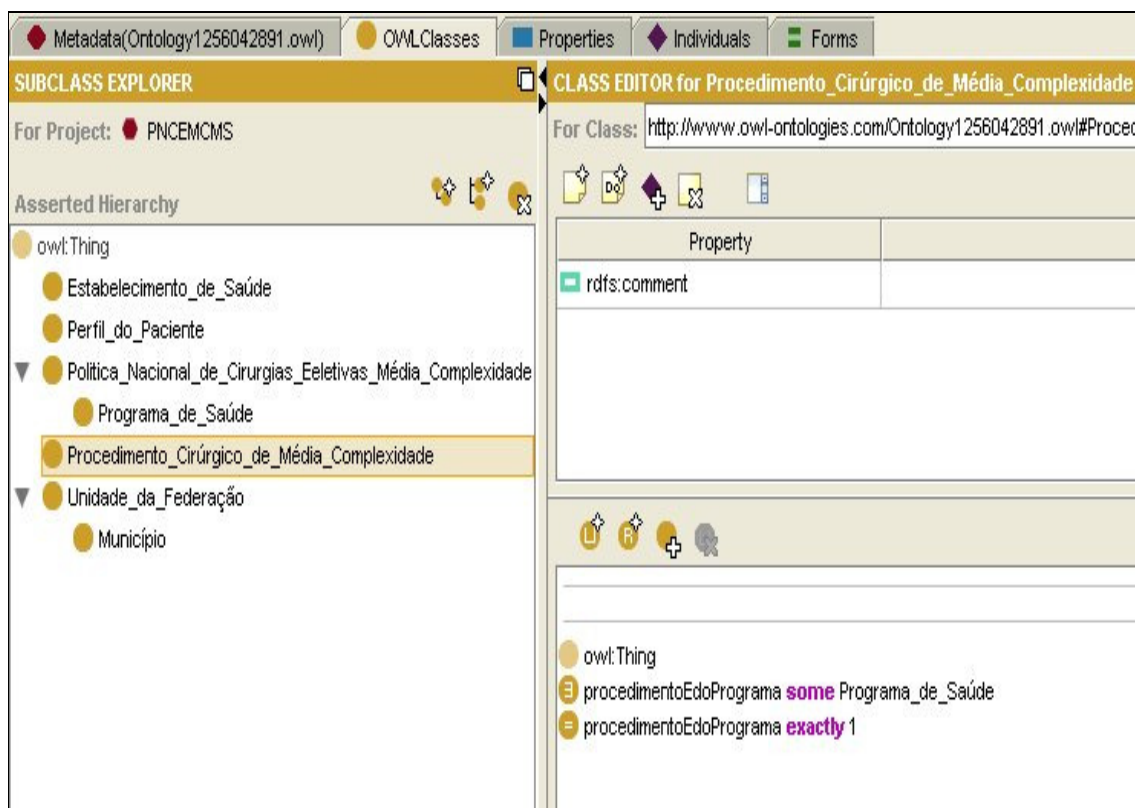 Metadata(Ontology1256042891.owl)
OWLClasses
Properties
Individuals
Forms
SUBCLASS EXPLORER
For Project: PNCEMCMS
Asserted Hierarchy
owl:Thing
Estabelecimento_de_Saúde
Perfil_do_Paciente
Politica_Nacional_de_Cirurgias_Eeletivas_Média_Complexidade
Programa_de_Saúde
Procedimento_Cirúrgico_de_Média_Complexidade
Unidade_da_Federação
Município
CLASS EDITOR for Procedimento_Cirúrgico_de_Média_Complexidade
For Class: http://www.owl-ontologies.com/Ontology1256042891.owl#Proced
Property
rdfs:comment
owl:Thing
procedimentoEdoPrograma some Programa_de_Saúde
procedimentoEdoPrograma exactly 1